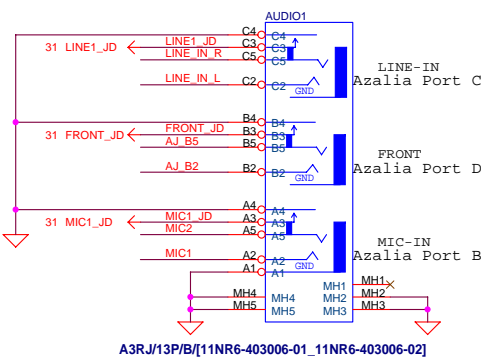 AUDIO1
C4 C4
31 LINE1_JD LINE1_JD C3 C3
LINE_IN_R C5 C5
LINE-IN
LINE_IN_L C2 C2 Azalia Port C
GND
B4 B4
31 FRONT_JD FRONT_JD B3 B3
AJ_B5 B5 B5
FRONT
AJ_B2 B2 B2 Azalia Port D
GND
A4 A4
31 MIC1_JD MIC1_JD A3 A3
MIC2 A5 A5
MIC-IN
MIC1 A2 A2 Azalia Port B
GND
A1 A1
MH1 MH1
MH4 MH4 MH2 MH2
MH5 MH5 MH3 MH3
A3RJ/13P/B/[11NR6-403006-01_11NR6-403006-02]